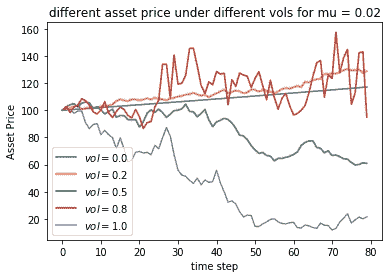 different asset price under different vols for mu = 0.02
Asset Price
160
140
120
100
80
60
40
20
vol = 0.0
vol = 0.2
vol = 0.5
vol = 0.8
vol = 1.0
0 10 20 30 40 50 60 70 80
time step